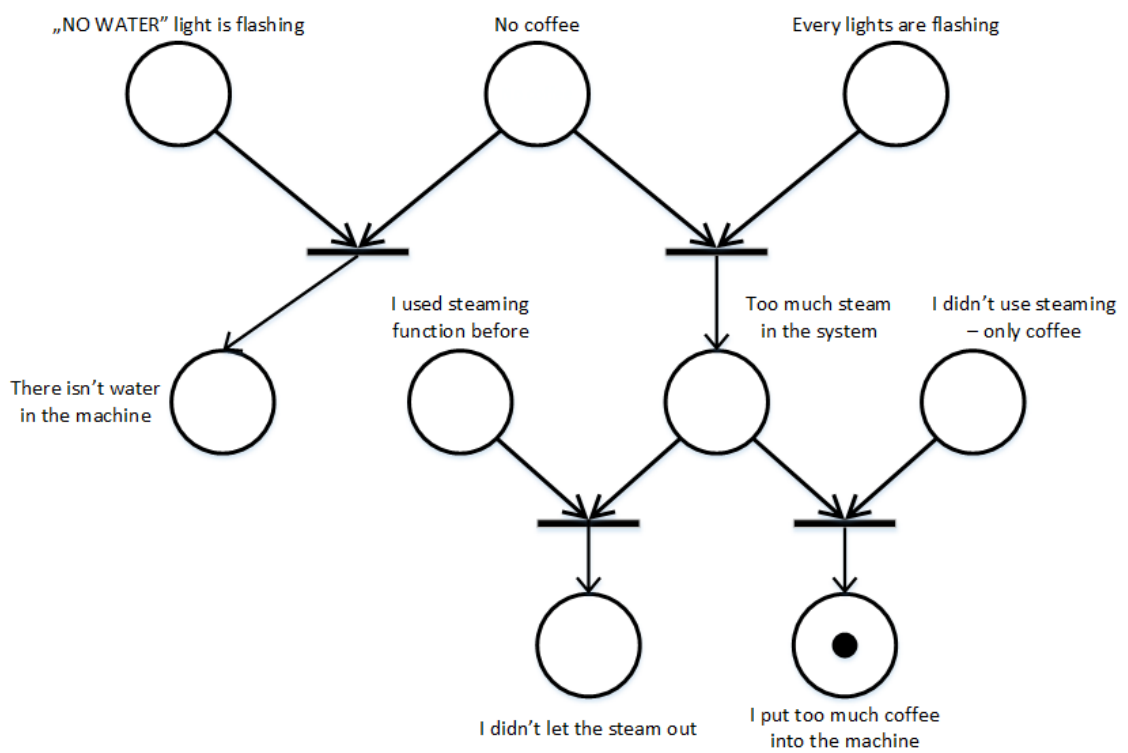 „NO WATER” light is flashing
No coffee
Every lights are flashing
I used steaming
function before
Too much steam
in the system
I didn’t use steaming
– only coffee
There isn’t water
in the machine
I didn’t let the steam out
I put too much coffee
into the machine